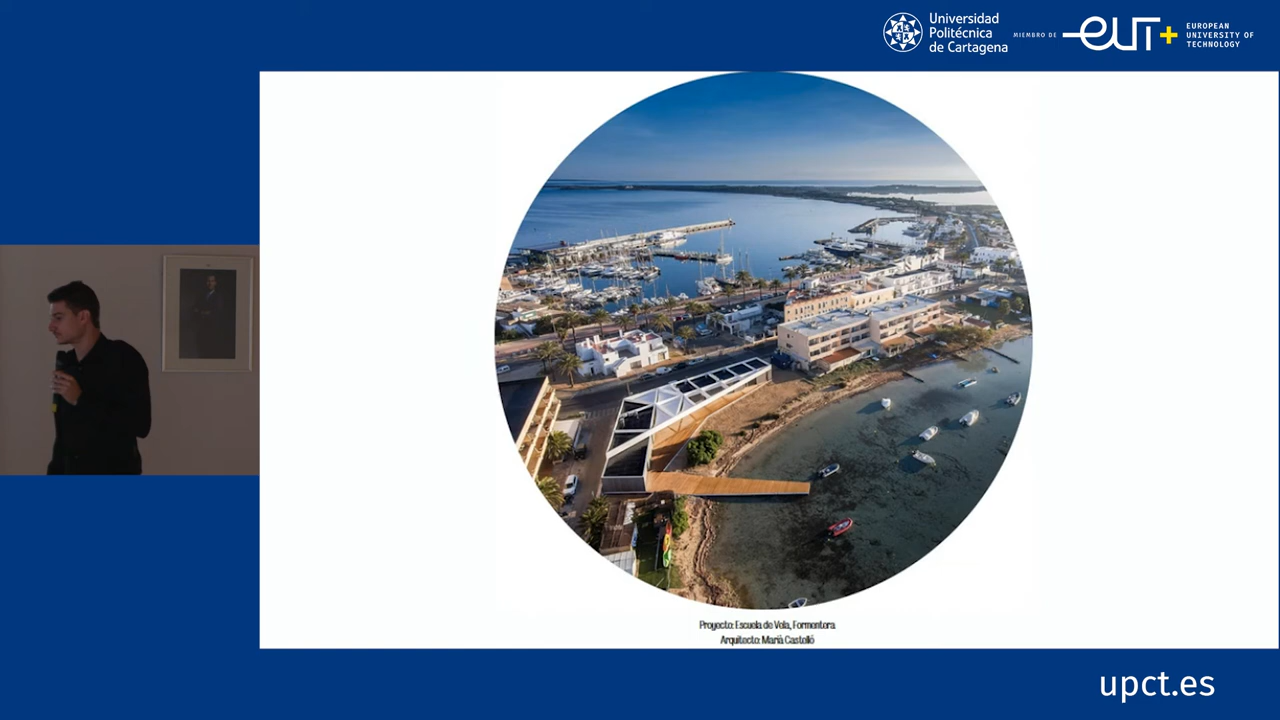 Universidad
Politécnica
de Cartagena
MIEMBRO DE
eut+
EUROPEAN
UNIVERSITY OF
TECHNOLOGY
Proyecto: Escuela de Vela, Formentera
Arquitecto: Marià Castelló
upct.es